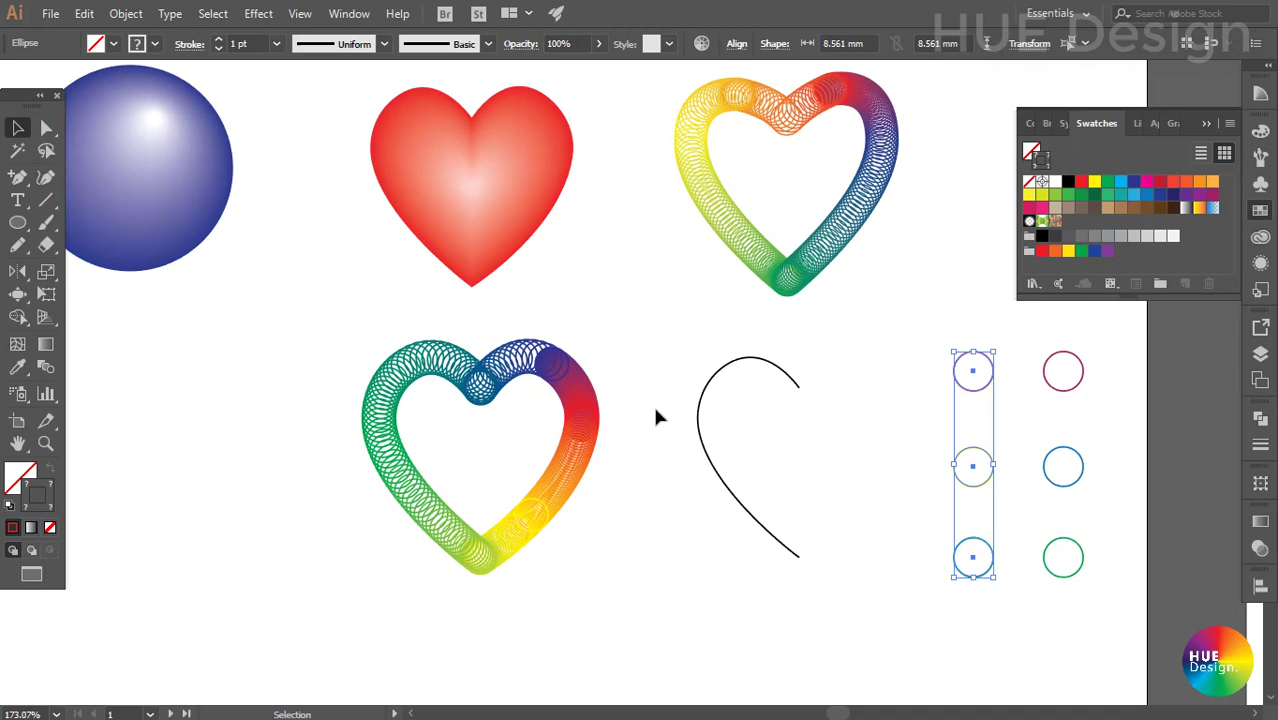 Ai File Edit Object Type Select Effect View Window Help Br St Essentials Search Adobe Stock
HUE Design
Ellipse ? Stroke: 1 pt Uniform Basic Opacity: 100% Style: Align Shape: 8.561 mm 8.561 mm Transform
Swatches
HUE
Design.
173.07% 1 Selection